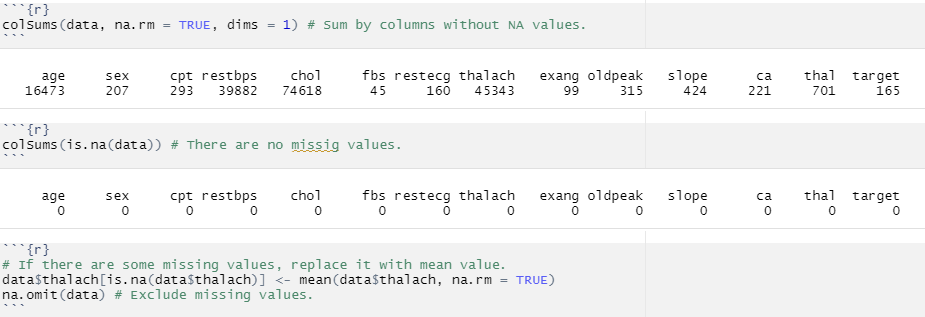 ```{r}
colSums(data, na.rm = TRUE, dims = 1) # Sum by columns without NA values.
```
age sex cpt restbps chol fbs restecg thalach exang oldpeak slope ca thal target
16473 207 293 39882 74618 45 160 45343 99 315 424 221 701 165
```{r}
colSums(is.na(data)) # There are no missig values.
```
age sex cpt restbps chol fbs restecg thalach exang oldpeak slope ca thal target
0 0 0 0 0 0 0 0 0 0 0 0 0 0
```{r}
# If there are some missing values, replace it with mean value.
data$thalach[is.na(data$thalach)] <- mean(data$thalach, na.rm = TRUE)
na.omit(data) # Exclude missing values.
```